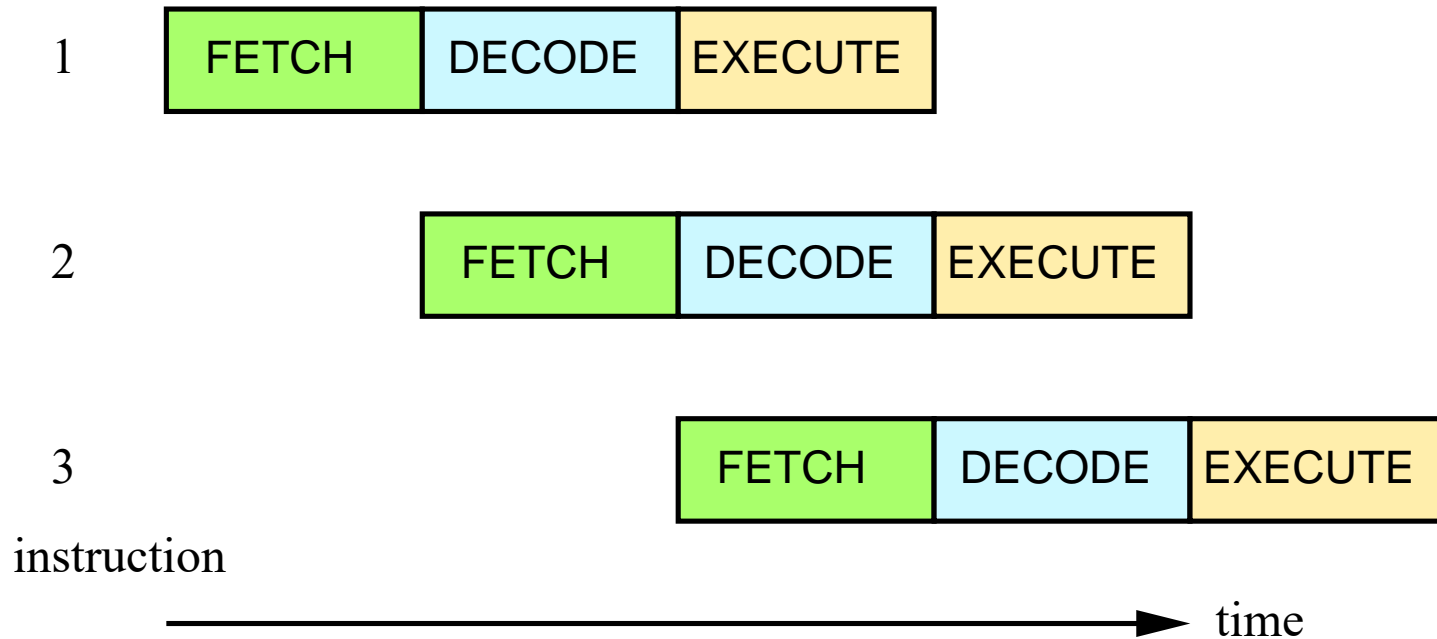 1 FETCH DECODE EXECUTE
2 FETCH DECODE EXECUTE
3 FETCH DECODE EXECUTE
instruction
time